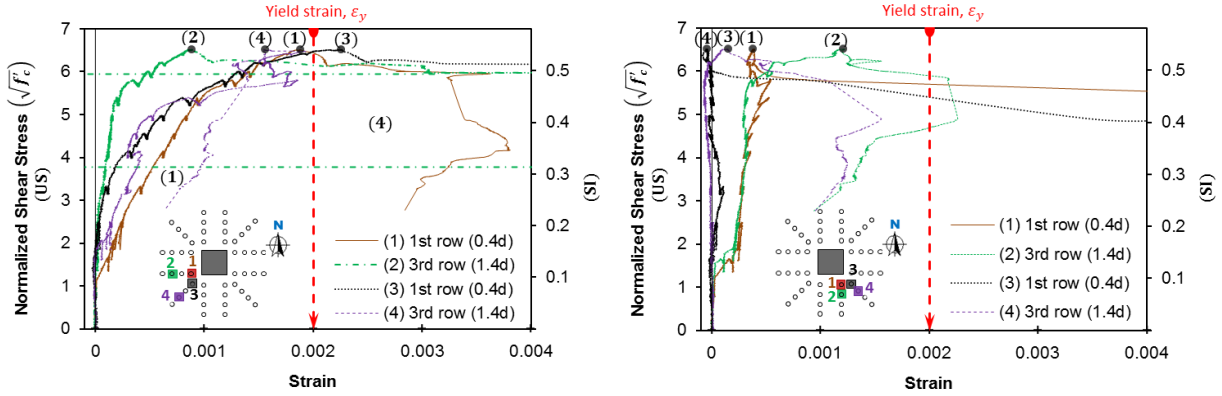 Yield strain, εy
(2) (4) (1) (3)
7
6
5
4
3
2
1
0
Normalized Shear Stress (√f′c)
(US)
0.5
0.4
0.3
0.2
0.1
(SI)
(4)
(1)
N
2 1
4 3
(1) 1st row (0.4d)
(2) 3rd row (1.4d)
(3) 1st row (0.4d)
(4) 3rd row (1.4d)
0 0.001 0.002 0.003 0.004
Strain
Yield strain, εy
(4) (3) (1) (2)
7
6
5
4
3
2
1
0
Normalized Shear Stress (√f′c)
(US)
0.5
0.4
0.3
0.2
0.1
(SI)
N
1 3
2 4
(1) 1st row (0.4d)
(2) 3rd row (1.4d)
(3) 1st row (0.4d)
(4) 3rd row (1.4d)
0 0.001 0.002 0.003 0.004
Strain